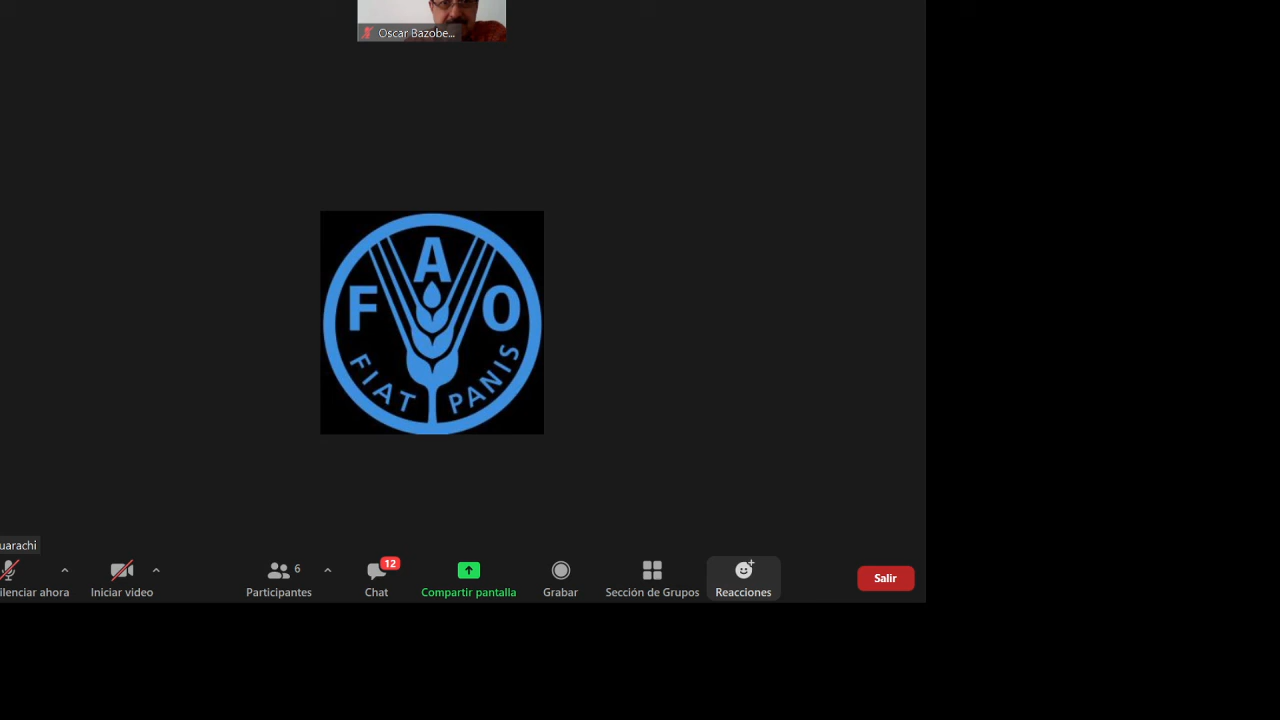 Oscar Bazobe...
F A O
FIAT PANIS
uarachi
ilenciar ahora
Iniciar video
6
Participantes
12
Chat
Compartir pantalla
Grabar
Sección de Grupos
Reacciones
Salir